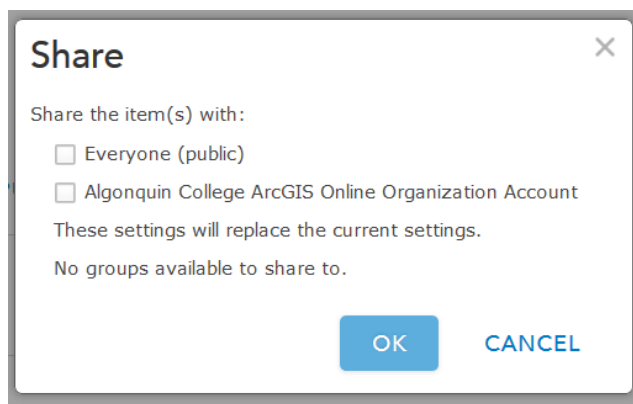 Share
Share the item(s) with:
Everyone (public)
Algonquin College ArcGIS Online Organization Account
These settings will replace the current settings.
No groups available to share to.
OK CANCEL